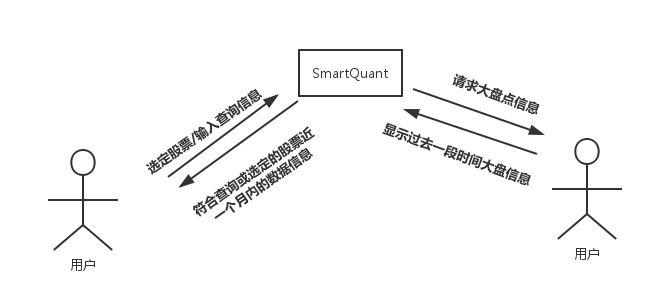 SmartQuant
选定股票/输入查询信息
符合查询或选定的股票近
一个月内的数据信息
请求大盘点信息
显示过去一段时间大盘信息
用户
用户